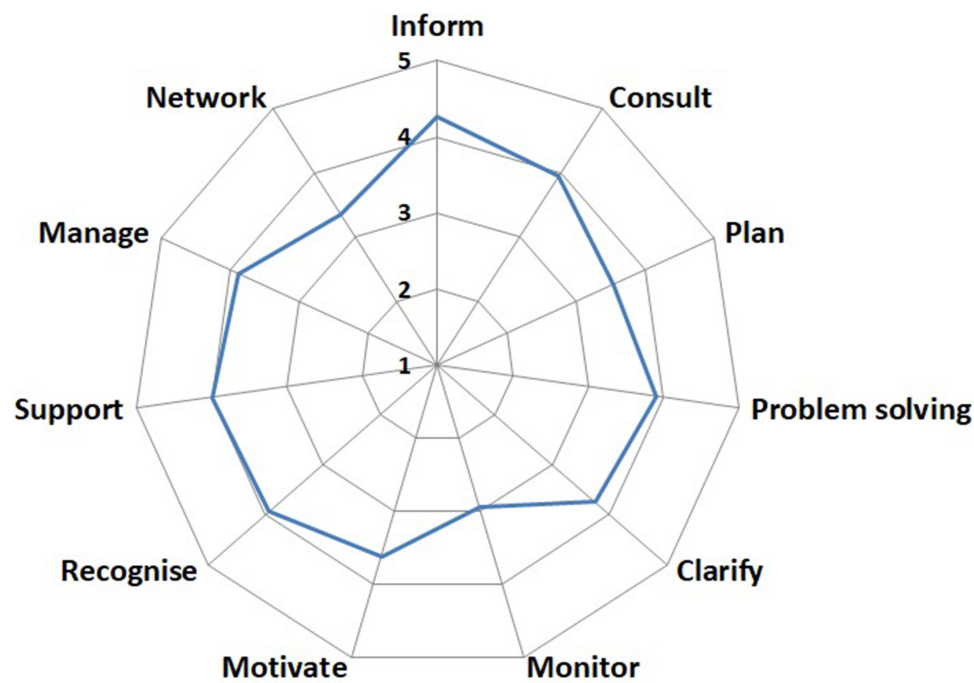 Inform
5
Network
Consult
4
3
Manage
Plan
2
1
Support
Problem solving
Recognise
Clarify
Motivate
Monitor